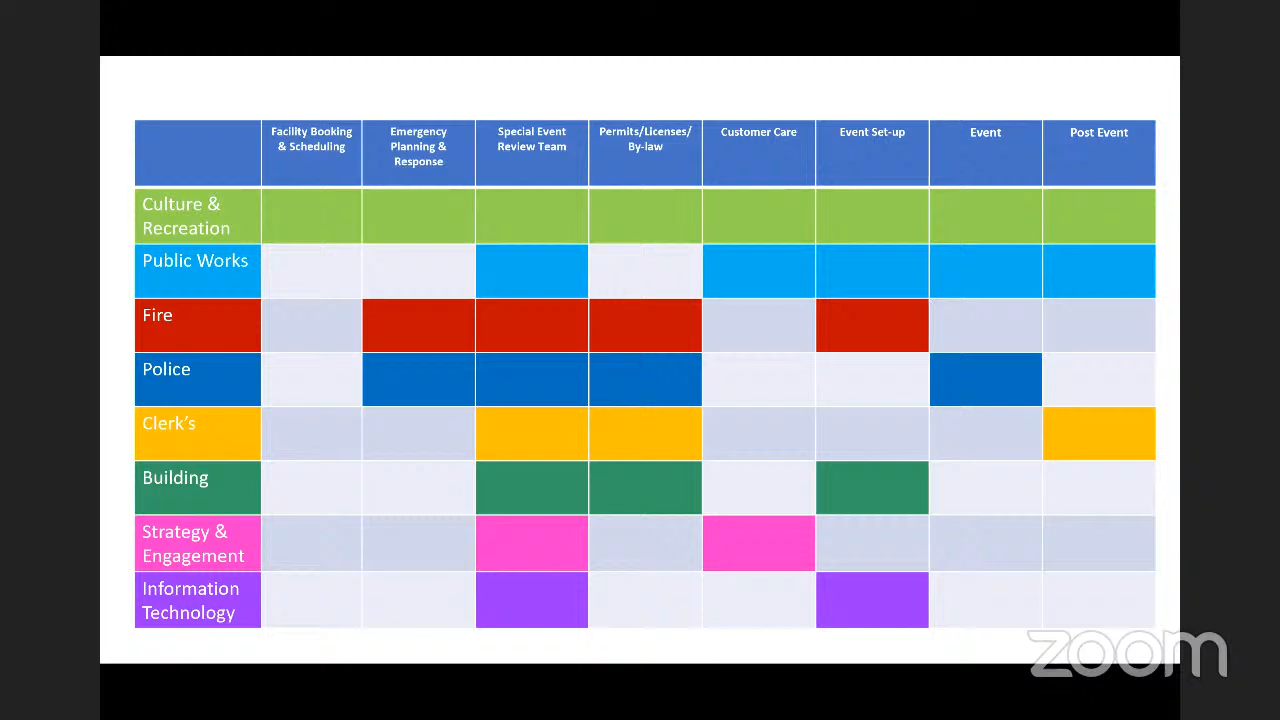 Facility Booking
& Scheduling
Emergency
Planning &
Response
Special Event
Review Team
Permits/Licenses/
By-law
Customer Care
Event Set-up
Event
Post Event
Culture &
Recreation
Public Works
Fire
Police
Clerk's
Building
Strategy &
Engagement
Information
Technology
zoom